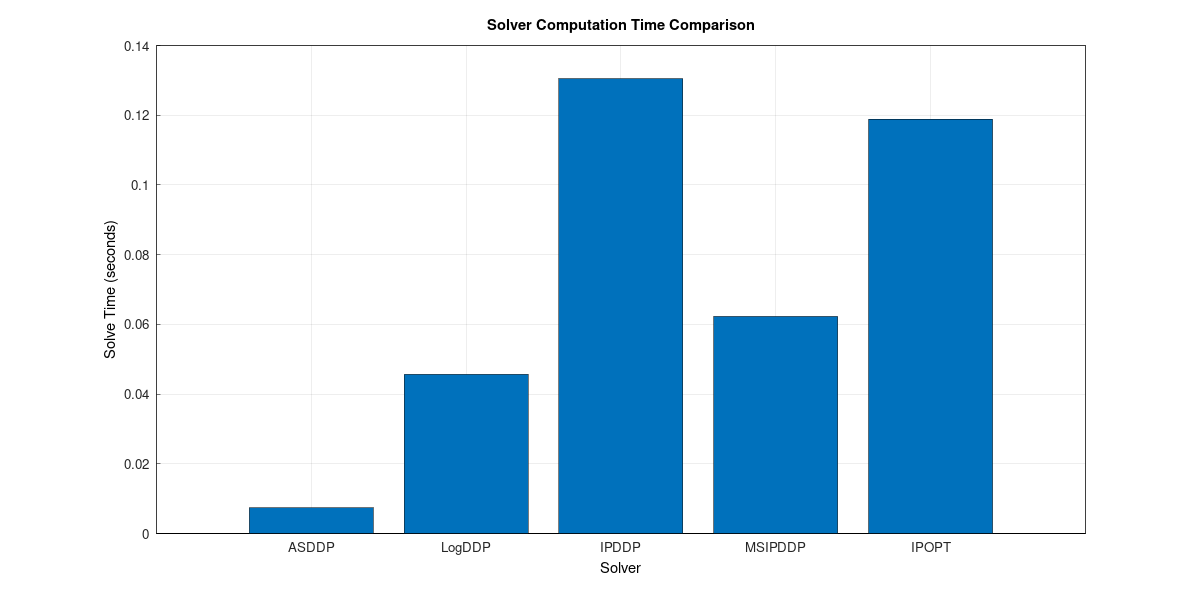 Solver Computation Time Comparison
0.14
0.12
0.1
0.08
0.06
0.04
0.02
0
Solve Time (seconds)
ASDDP LogDDP IPDDP MSIPDDP IPOPT
Solver